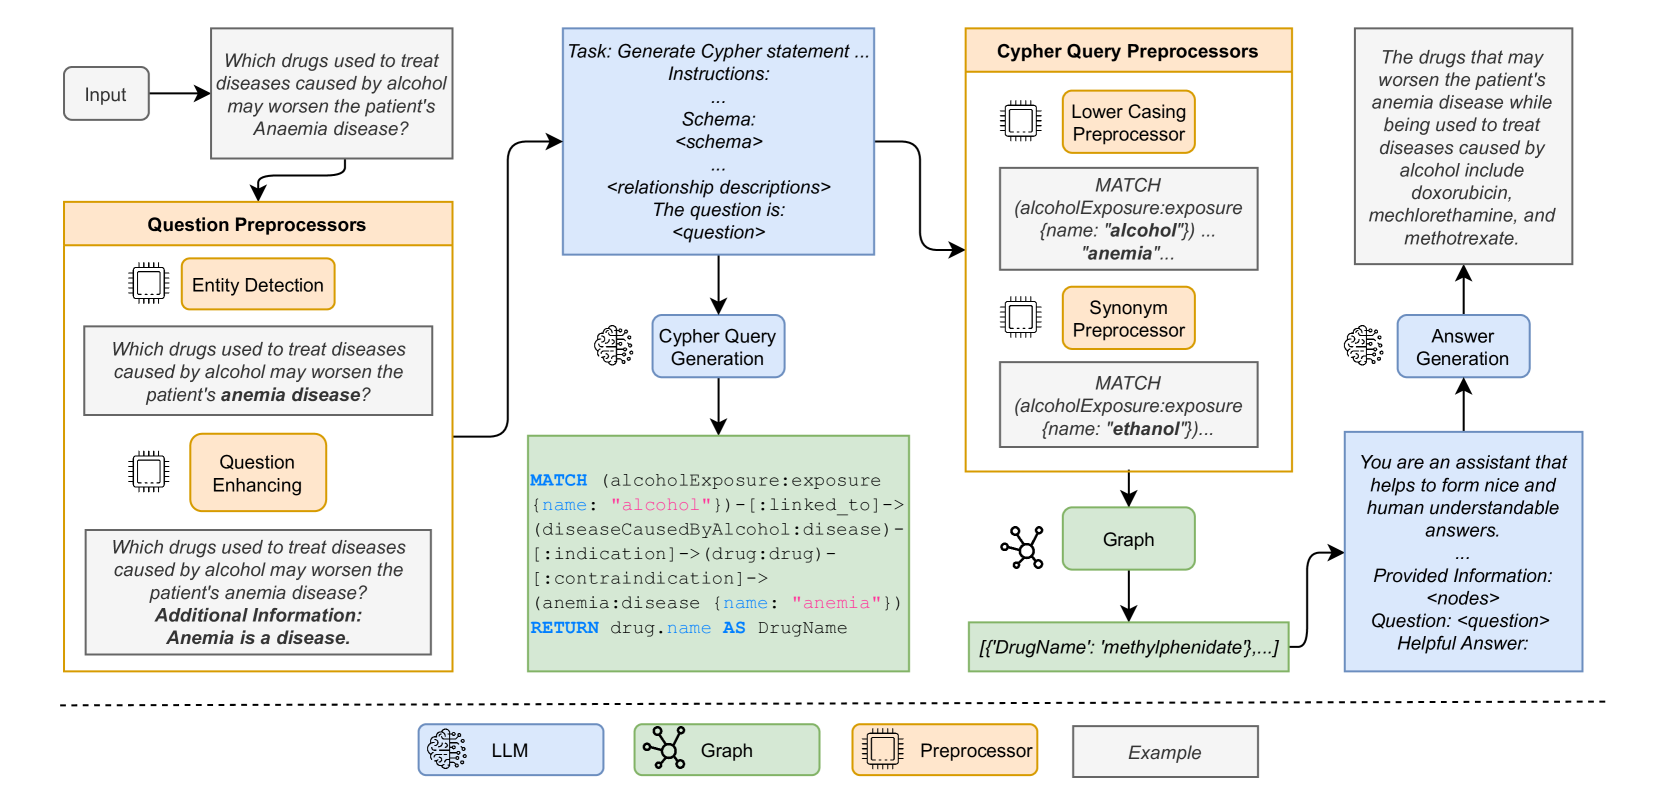 Input
Which drugs used to treat
diseases caused by alcohol
may worsen the patient's
Anaemia disease?
Question Preprocessors
Entity Detection
Which drugs used to treat diseases
caused by alcohol may worsen the
patient's anemia disease?
Question
Enhancing
Which drugs used to treat diseases
caused by alcohol may worsen the
patient's anemia disease?
Additional Information:
Anemia is a disease.
Task: Generate Cypher statement ...
Instructions:
...
Schema:
<schema>
...
<relationship descriptions>
The question is:
<question>
Cypher Query
Generation
MATCH (alcoholExposure:exposure
{name: "alcohol"})-[:linked_to]->
(diseaseCausedByAlcohol:disease)-
[:indication]->(drug:drug)-
[:contraindication]->
(anemia:disease {name: "anemia"})
RETURN drug.name AS DrugName
Cypher Query Preprocessors
Lower Casing
Preprocessor
MATCH
(alcoholExposure:exposure
{name: "alcohol"}) ...
"anemia"...
Synonym
Preprocessor
MATCH
(alcoholExposure:exposure
{name: "ethanol"})...
Graph
[{'DrugName': 'methylphenidate'},...]
The drugs that may
worsen the patient's
anemia disease while
being used to treat
diseases caused by
alcohol include
doxorubicin,
mechlorethamine, and
methotrexate.
Answer
Generation
You are an assistant that
helps to form nice and
human understandable
answers.
...
Provided Information:
<nodes>
Question: <question>
Helpful Answer:
LLM
Graph
Preprocessor
Example